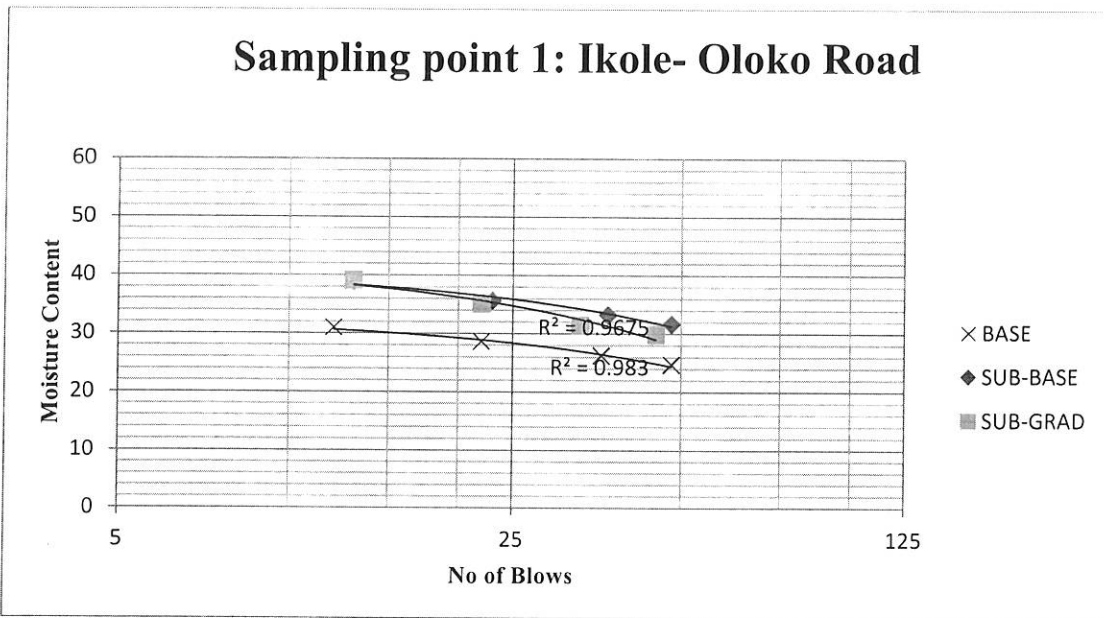 Sampling point 1: Ikole- Oloko Road
60
50
40
30
20
10
0
Moisture Content
R² = 0.9675
R² = 0.983
5
25
125
No of Blows
BASE
SUB-BASE
SUB-GRAD